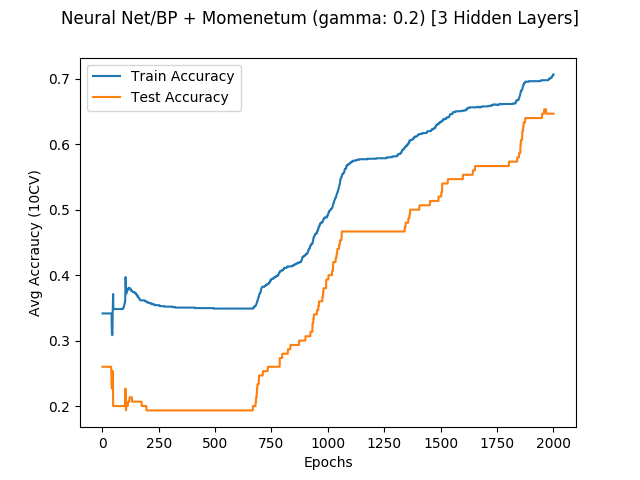 Neural Net/BP + Momenetum (gamma: 0.2) [3 Hidden Layers]
Train Accuracy
Test Accuracy
Avg Accraucy (10CV)
0.7
0.6
0.5
0.4
0.3
0.2
0 250 500 750 1000 1250 1500 1750 2000
Epochs